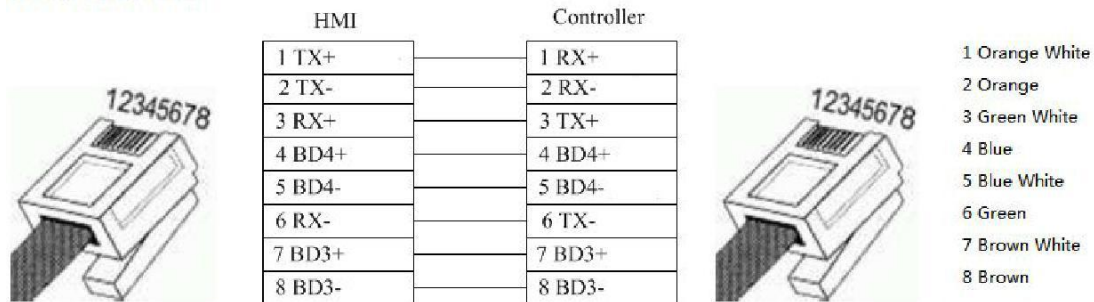 HMI Controller
1 TX+ 1 RX+
2 TX- 2 RX-
3 RX+ 3 TX+
4 BD4+ 4 BD4+
5 BD4- 5 BD4-
6 RX- 6 TX-
7 BD3+ 7 BD3+
8 BD3- 8 BD3-
12345678
12345678
1 Orange White
2 Orange
3 Green White
4 Blue
5 Blue White
6 Green
7 Brown White
8 Brown